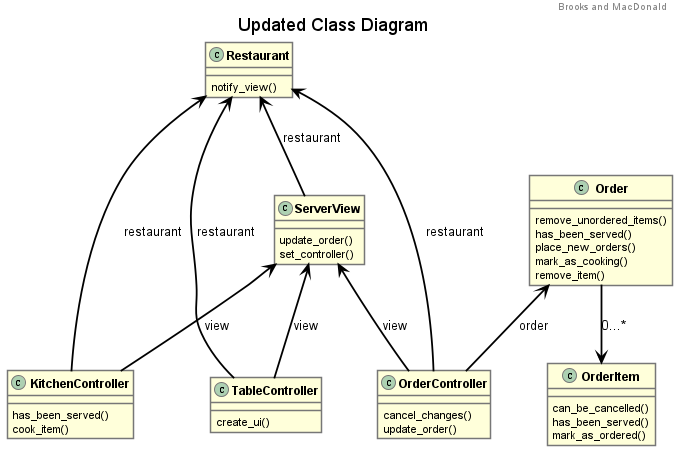 Brooks and MacDonald
Updated Class Diagram
C Restaurant
notify_view()
restaurant
C ServerView
update_order()
set_controller()
C Order
remove_unordered_items()
has_been_served()
place_new_orders()
mark_as_cooking()
remove_item()
restaurant
restaurant
restaurant
view
view
view
order
0...*
C KitchenController
has_been_served()
cook_item()
C TableController
create_ui()
C OrderController
cancel_changes()
update_order()
C OrderItem
can_be_cancelled()
has_been_served()
mark_as_ordered()